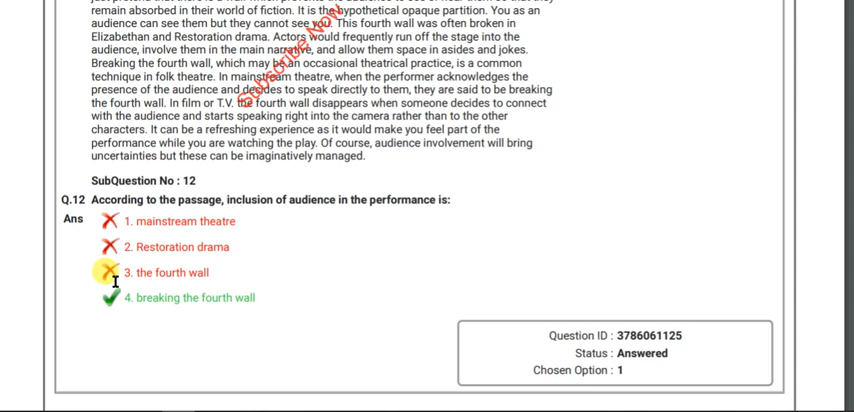 remain absorbed in their world of fiction. It is the hypothetical opaque partition. You as an
audience can see them but they cannot see you. This fourth wall was often broken in
Elizabethan and Restoration drama. Actors would frequently run off the stage into the
audience, involve them in the main narrative, and allow them space in asides and jokes.
Breaking the fourth wall, which may be an occasional theatrical practice, is a common
technique in folk theatre. In mainstream theatre, when the performer acknowledges the
presence of the audience and decides to speak directly to them, they are said to be breaking
the fourth wall. In film or T.V. the fourth wall disappears when someone decides to connect
with the audience and starts speaking right into the camera rather than to the other
characters. It can be a refreshing experience as it would make you feel part of the
performance while you are watching the play. Of course, audience involvement will bring
uncertainties but these can be imaginatively managed.
Subscribe Now
SubQuestion No : 12
Q.12 According to the passage, inclusion of audience in the performance is:
Ans 1. mainstream theatre
2. Restoration drama
3. the fourth wall
4. breaking the fourth wall
Question ID : 3786061125
Status : Answered
Chosen Option : 1